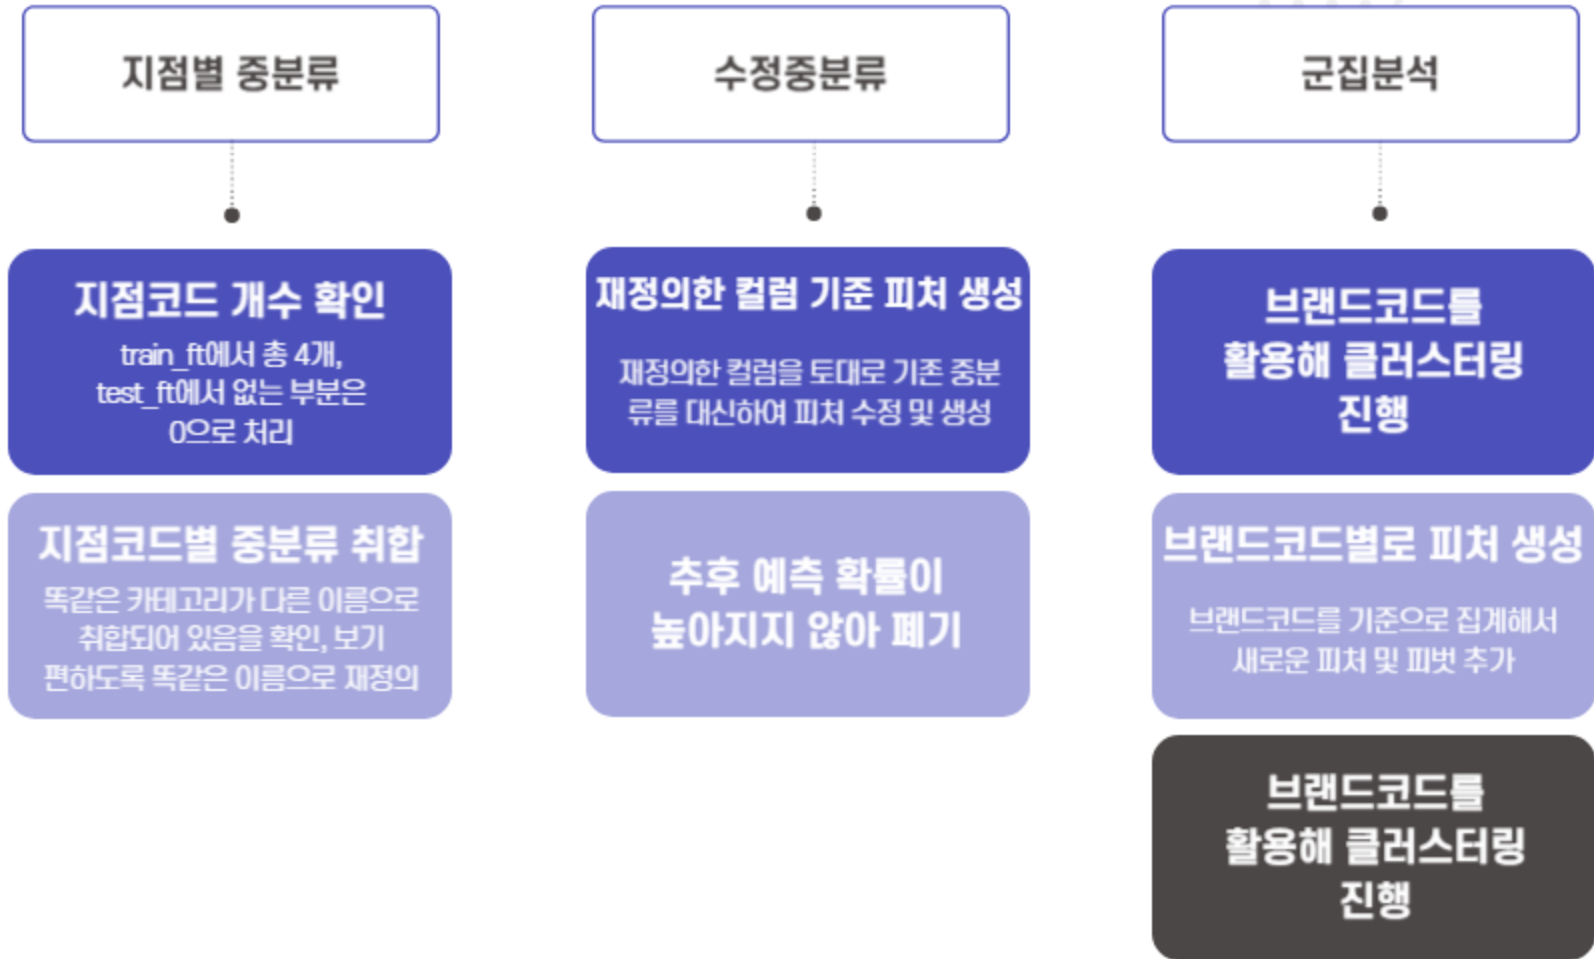 지점별 중분류
지점코드 개수 확인
train_ft에서 총 4개,
test_ft에서 없는 부분은
0으로 처리
지점코드별 중분류 취합
똑같은 카테고리가 다른 이름으로
취합되어 있음을 확인, 보기
편하도록 똑같은 이름으로 재정의
수정중분류
재정의한 컬럼 기준 피처 생성
재정의한 컬럼을 토대로 기존 중분
류를 대신하여 피처 수정 및 생성
추후 예측 확률이
높아지지 않아 폐기
군집분석
브랜드코드를
활용해 클러스터링
진행
브랜드코드별로 피처 생성
브랜드코드를 기준으로 집계해서
새로운 피처 및 피벗 추가
브랜드코드를
활용해 클러스터링
진행